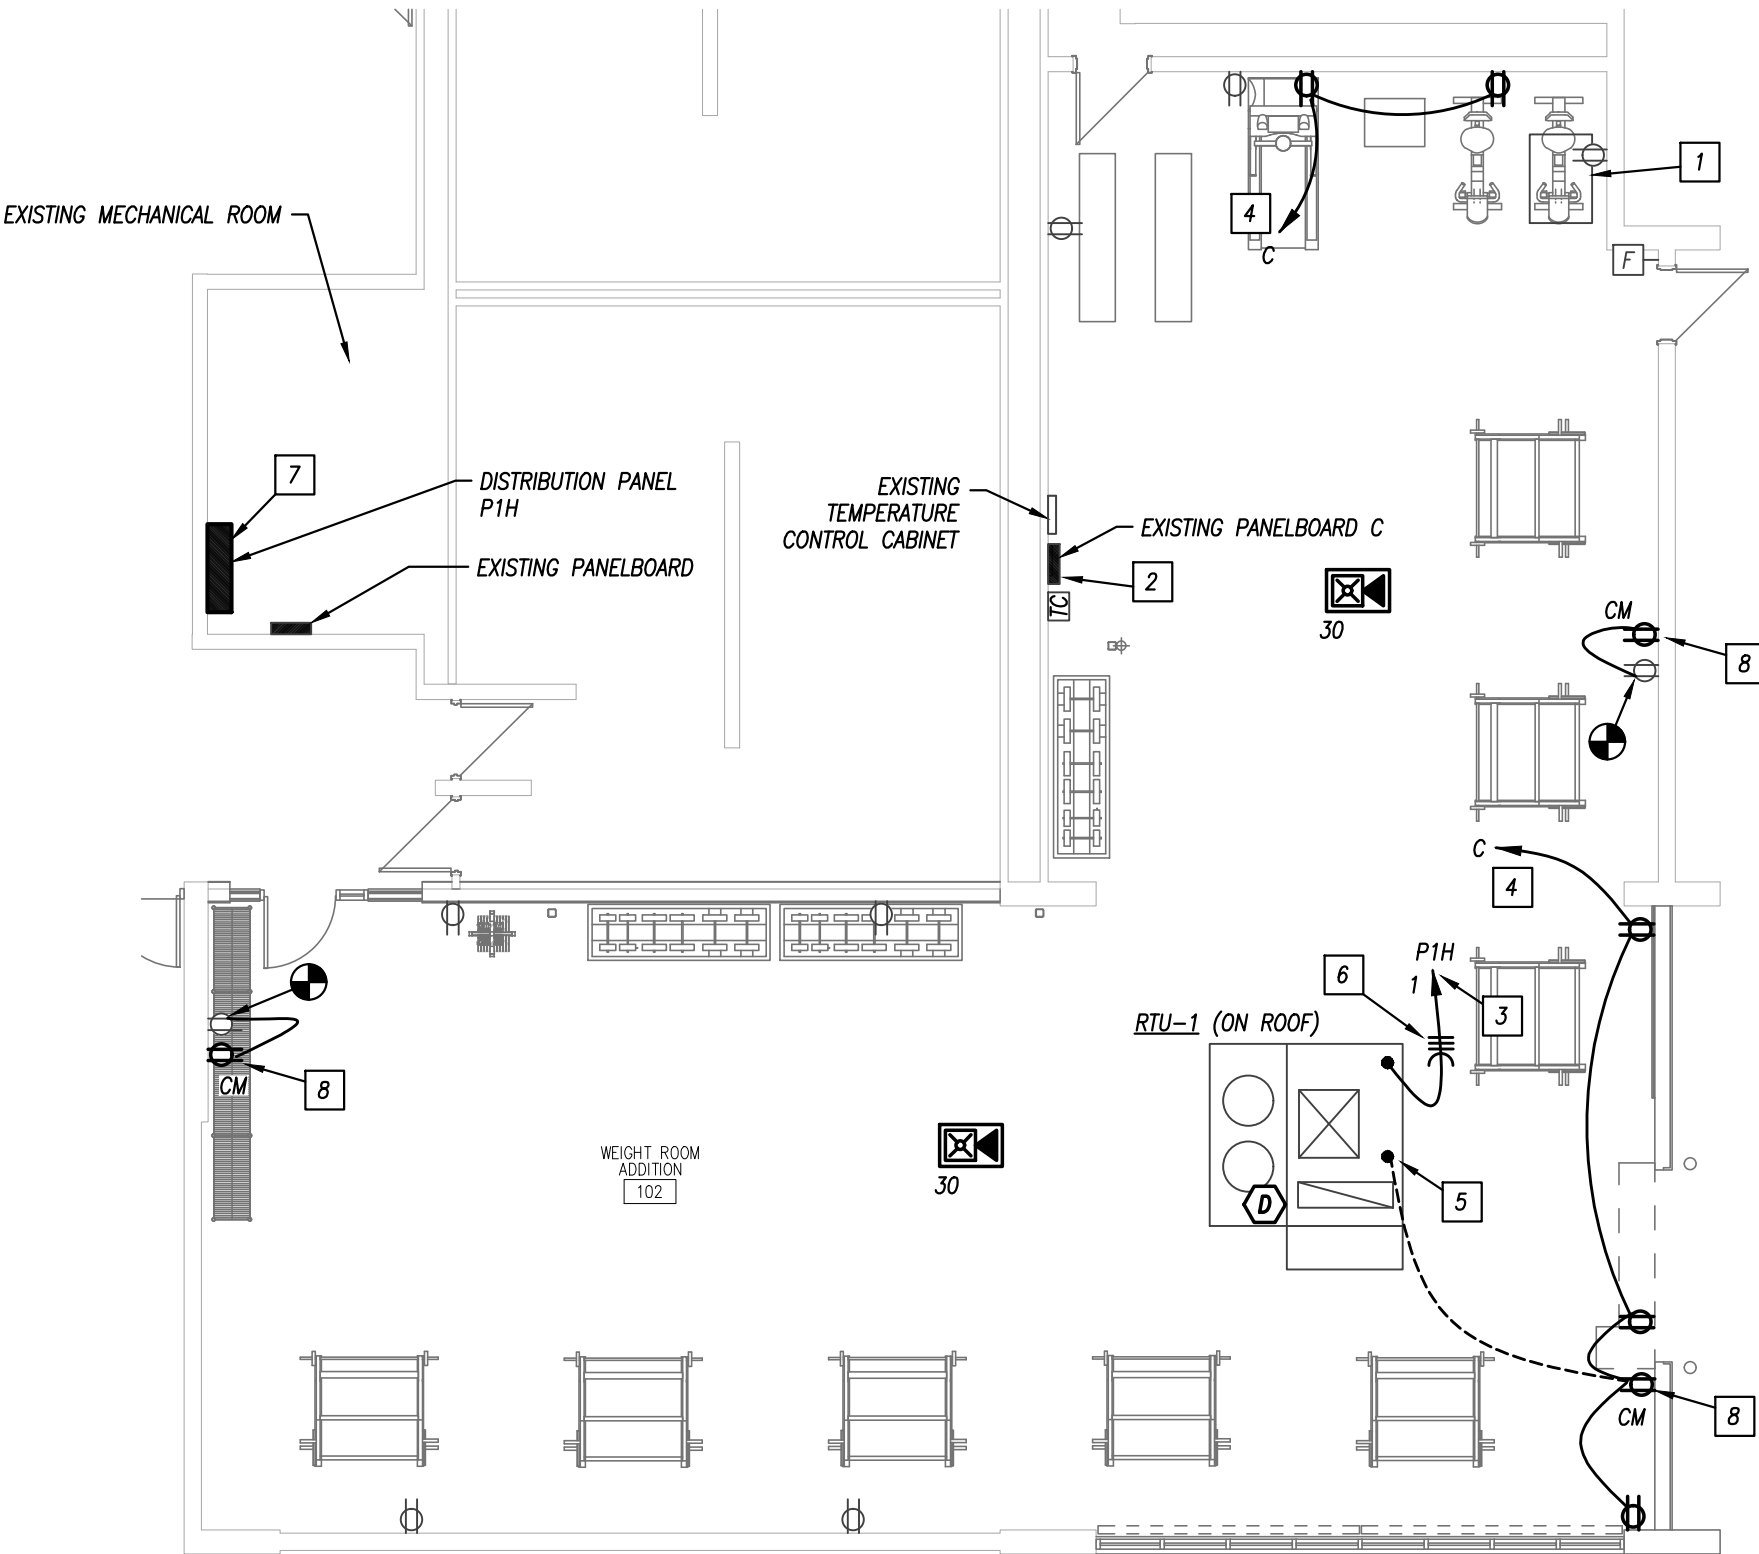 1
EXISTING MECHANICAL ROOM
4
C
F
7
DISTRIBUTION PANEL
P1H
EXISTING PANELBOARD
EXISTING
TEMPERATURE
CONTROL CABINET
EXISTING PANELBOARD C
2
TC
30
CM
8
C
4
P1H
1
6
3
RTU-1 (ON ROOF)
CM
8
WEIGHT ROOM
ADDITION
102
30
D
5
CM
8